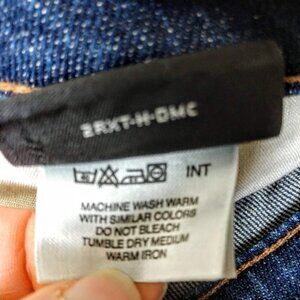 INT
MACHINE WASH WARM
WITH SIMILAR COLORS
DO NOT BLEACH
TUMBLE DRY MEDIUM
WARM IRON